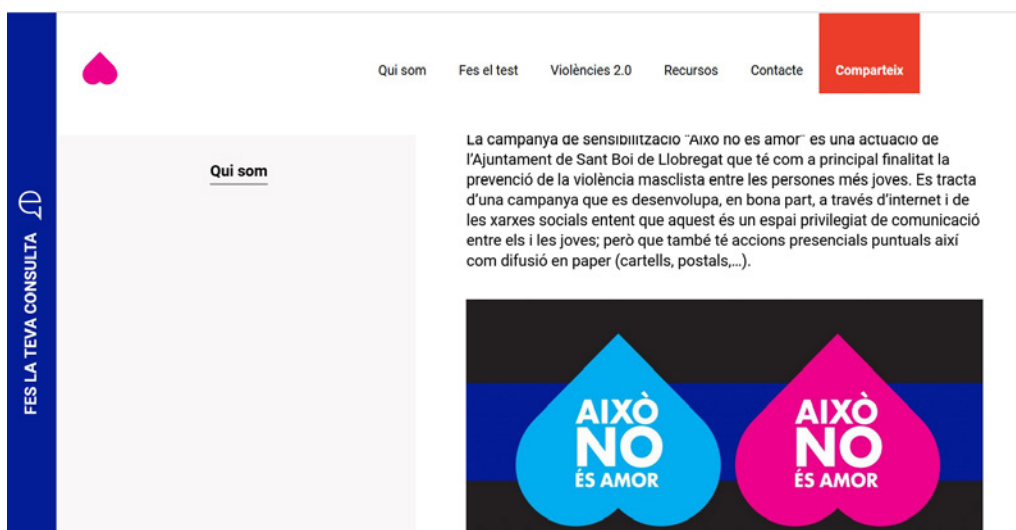 Qui som
Fes el test
Violències 2.0
Recursos
Contacte
Comparteix
FES LA TEVA CONSULTA
Qui som
La campanya de sensibilització "Això no és amor" és una actuació de
l'Ajuntament de Sant Boi de Llobregat que té com a principal finalitat la
prevenció de la violència masclista entre les persones més joves. Es tracta
d'una campanya que es desenvolupa, en bona part, a través d'internet i de
les xarxes socials entent que aquest és un espai privilegiat de comunicació
entre els i les joves; però que també té accions presencials puntuals així
com difusió en paper (cartells, postals,...).
AIXÒ
NO
ÉS AMOR
AIXÒ
NO
ÉS AMOR